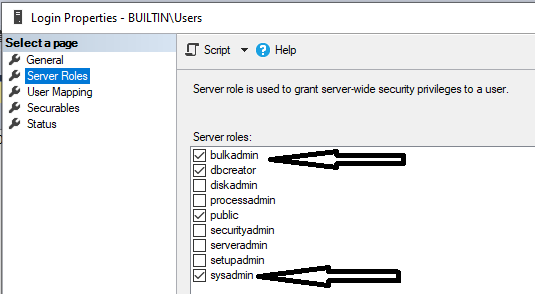 Login Properties - BUILTIN\Users
Select a page
General
Server Roles
User Mapping
Securables
Status
Script
Help
Server role is used to grant server-wide security privileges to a user.
Server roles:
bulkadmin
dbcreator
diskadmin
processadmin
public
securityadmin
serveradmin
setupadmin
sysadmin